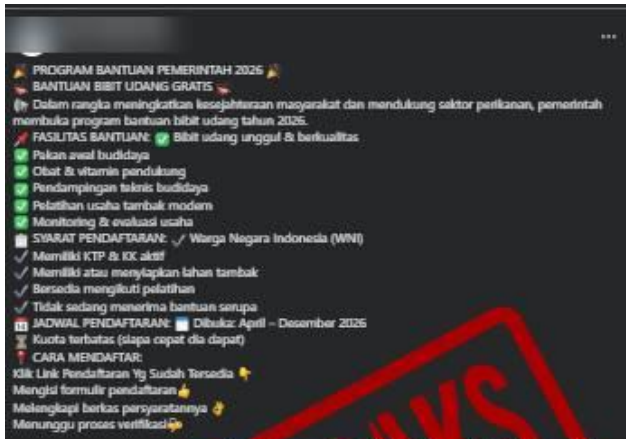 🎉 PROGRAM BANTUAN PEMERINTAH 2026 🎉
🦐 BANTUAN BIBIT UDANG GRATIS 🦐
📢 Dalam rangka meningkatkan kesejahteraan masyarakat dan mendukung sektor perikanan, pemerintah
membuka program bantuan bibit udang tahun 2026.
📌 FASILITAS BANTUAN: ✅ Bibit udang unggul & berkualitas
✅ Pakan awal budidaya
✅ Obat & vitamin pendukung
✅ Pendampingan teknis budidaya
✅ Pelatihan usaha tambak modern
✅ Monitoring & evaluasi usaha
📋 SYARAT PENDAFTARAN: ✔ Warga Negara Indonesia (WNI)
✔ Memiliki KTP & KK aktif
✔ Memiliki atau menyiapkan lahan tambak
✔ Bersedia mengikuti pelatihan
✔ Tidak sedang menerima bantuan serupa
📅 JADWAL PENDAFTARAN: 🗓 Dibuka: April – Desember 2026
⏳ Kuota terbatas (siapa cepat dia dapat)
📍 CARA MENDAFTAR:
Klik Link Pendaftaran Yg Sudah Tersedia 👇
Mengisi formulir pendaftaran👍
Melengkapi berkas persyaratannya 👌
Menunggu proses verifikasi